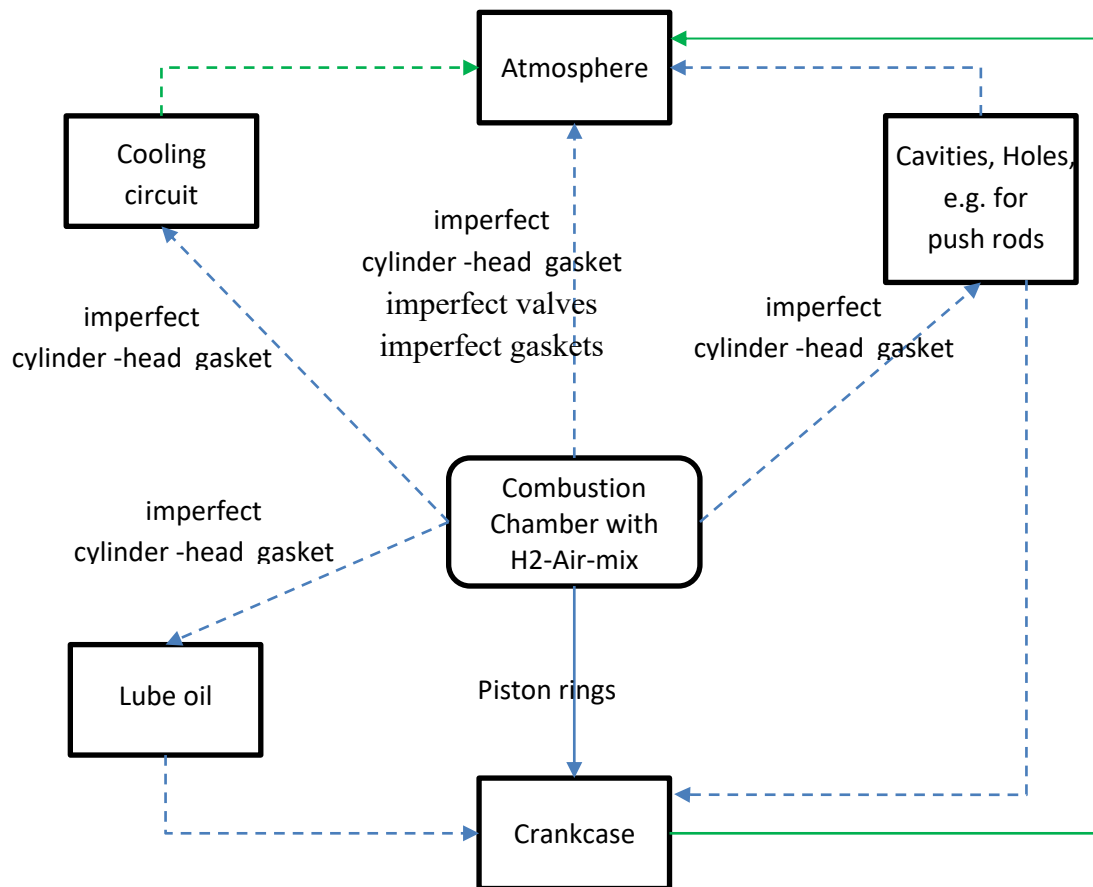 Atmosphere
Cooling
circuit
Cavities, Holes,
e.g. for
push rods
imperfect
cylinder -head gasket
imperfect valves
imperfect gaskets
imperfect
cylinder -head gasket
imperfect
cylinder -head gasket
Combustion
Chamber with
H2-Air-mix
imperfect
cylinder -head gasket
Lube oil
Piston rings
Crankcase